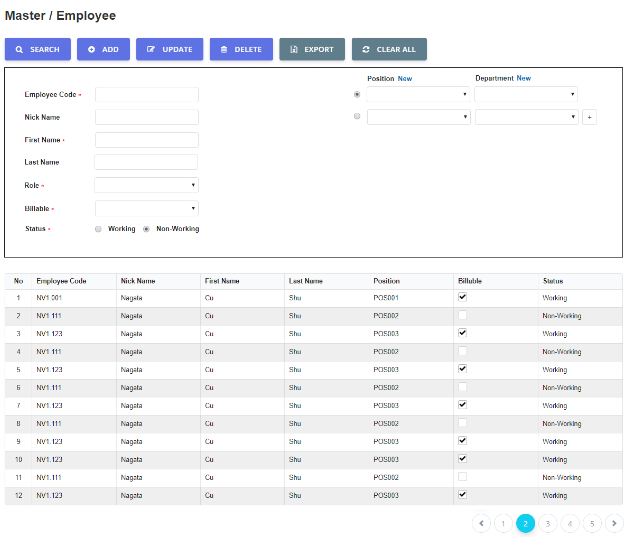 Master / Employee
SEARCH ADD UPDATE DELETE EXPORT CLEAR ALL
Position New Department New
Employee Code *
Nick Name +
First Name *
Last Name
Role *
Billable *
Status * Working Non-Working
No Employee Code Nick Name First Name Last Name Position Billable Status
1 NV1.001 Nagata Cu Shu POS001 Working
2 NV1.111 Nagata Cu Shu POS002 Non-Working
3 NV1.123 Nagata Cu Shu POS003 Working
4 NV1.111 Nagata Cu Shu POS002 Non-Working
5 NV1.123 Nagata Cu Shu POS003 Working
6 NV1.111 Nagata Cu Shu POS002 Non-Working
7 NV1.123 Nagata Cu Shu POS003 Working
8 NV1.111 Nagata Cu Shu POS002 Non-Working
9 NV1.123 Nagata Cu Shu POS003 Working
10 NV1.123 Nagata Cu Shu POS003 Working
11 NV1.111 Nagata Cu Shu POS002 Non-Working
12 NV1.123 Nagata Cu Shu POS003 Working
1 2 3 4 5